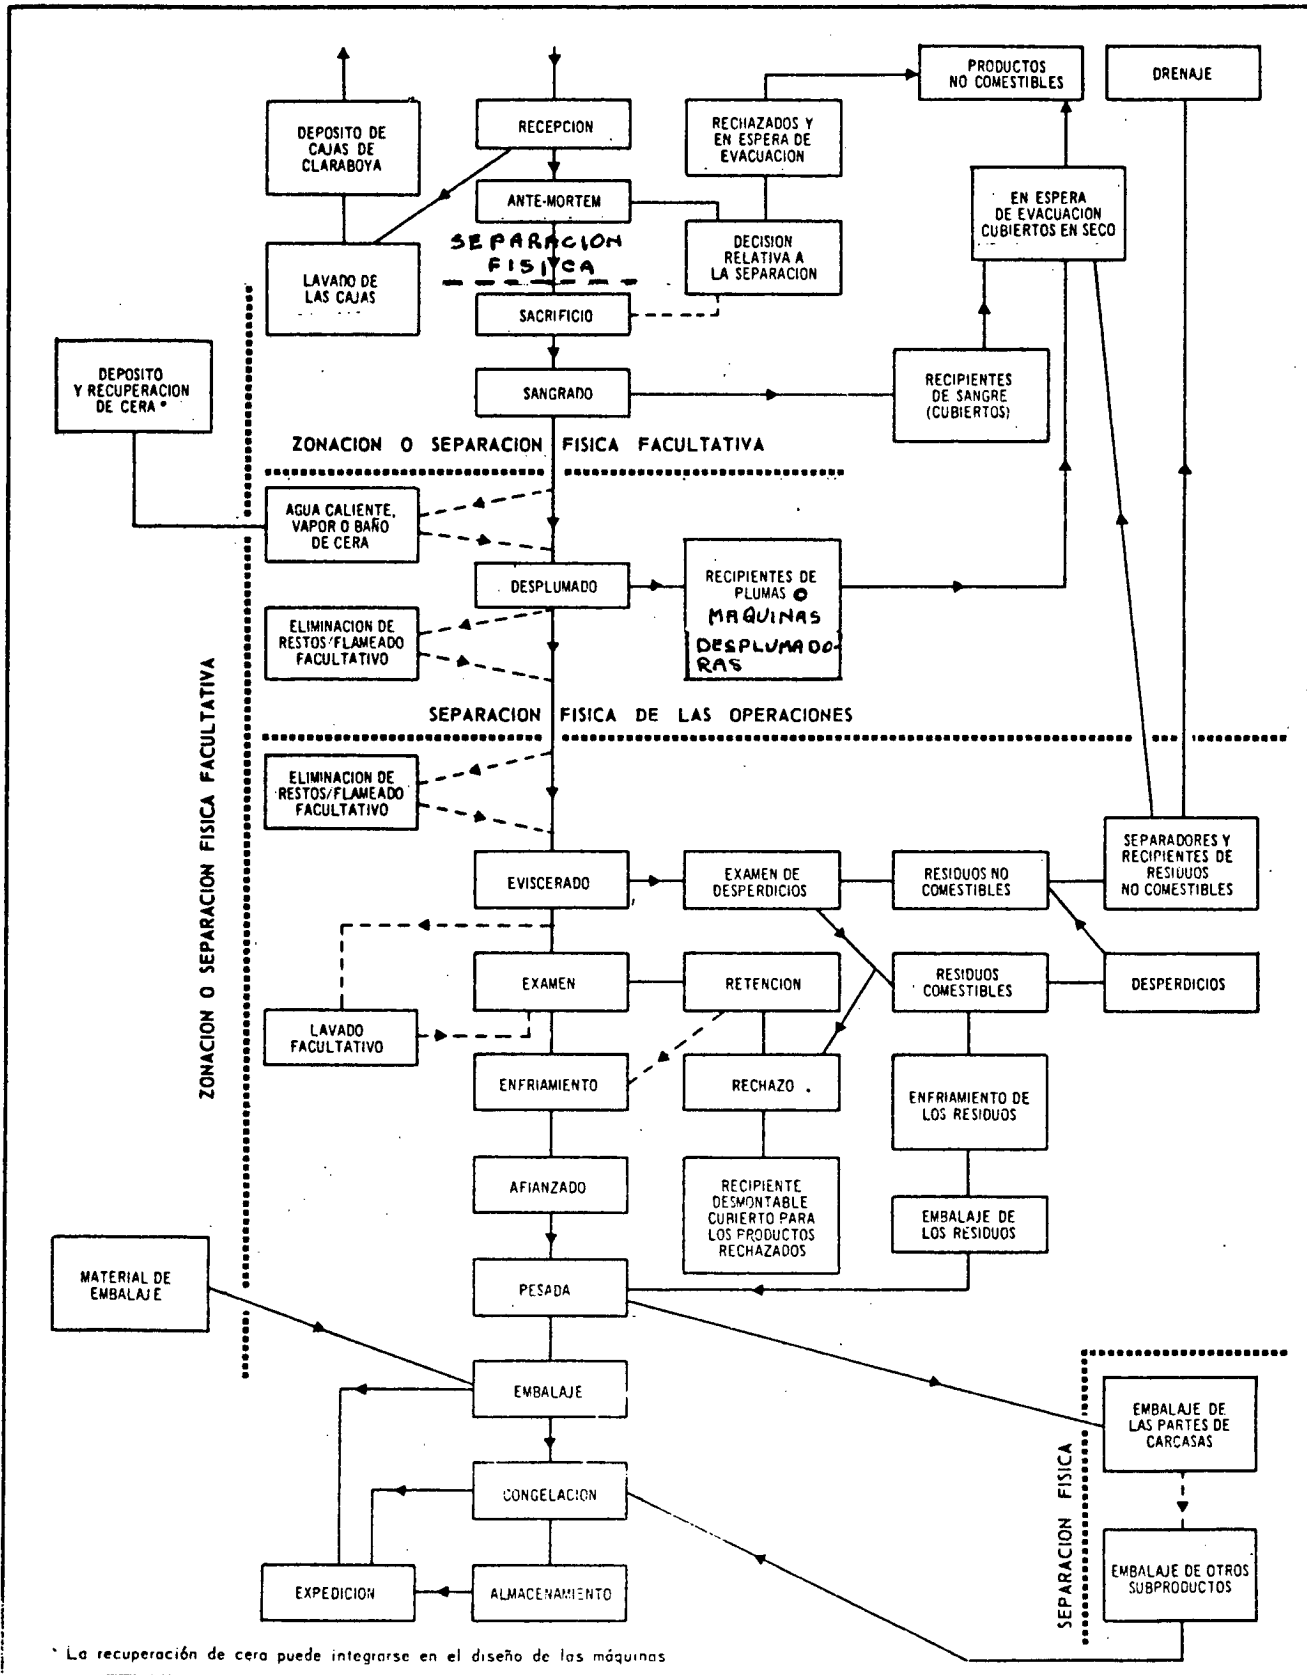 PRODUCTOS
NO COMESTIBLES
DRENAJE
DEPOSITO DE
CAJAS DE
CLARABOYA
RECEPCION
RECHAZADOS Y
EN ESPERA DE
EVACUACION
ANTE-MORTEM
EN ESPERA
DE EVACUACION
CUBIERTOS EN SECO
SEPARACION
FISICA
DECISION
RELATIVA A
LA SEPARACION
LAVADO DE
LAS CAJAS
SACRIFICIO
DEPOSITO
Y RECUPERACION
DE CERA *
SANGRADO
RECIPIENTES
DE SANGRE
(CUBIERTOS)
ZONACION O SEPARACION FISICA FACULTATIVA
AGUA CALIENTE,
VAPOR O BAÑO
DE CERA
DESPLUMADO
RECIPIENTES DE
PLUMAS O
MAQUINAS
DESPLUMADO-
RAS
ELIMINACION DE
RESTOS/FLAMEADO
FACULTATIVO
SEPARACION FISICA DE LAS OPERACIONES
ZONACION O SEPARACION FISICA FACULTATIVA
ELIMINACION DE
RESTOS/FLAMEADO
FACULTATIVO
EVISCERADO
EXAMEN DE
DESPERDICIOS
RESIDUOS NO
COMESTIBLES
SEPARADORES Y
RECIPIENTES DE
RESIDUOS
NO COMESTIBLES
EXAMEN
RETENCION
RESIDUOS
COMESTIBLES
DESPERDICIOS
LAVADO
FACULTATIVO
ENFRIAMIENTO
RECHAZO
ENFRIAMIENTO DE
LOS RESIDUOS
AFIANZADO
RECIPIENTE
DESMONTABLE
CUBIERTO PARA
LOS PRODUCTOS
RECHAZADOS
EMBALAJE DE
LOS RESIDUOS
MATERIAL DE
EMBALAJE
PESADA
EMBALAJE
EMBALAJE DE
LAS PARTES DE
CARCASAS
SEPARACION FISICA
CONGELACION
EXPEDICION
ALMACENAMIENTO
EMBALAJE DE OTROS
SUBPRODUCTOS
* La recuperación de cera puede integrarse en el diseño de las máquinas